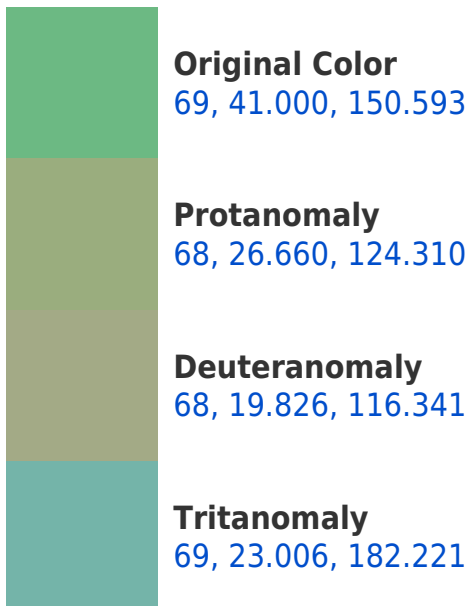 Original Color
69, 41.000, 150.593
Protanomaly
68, 26.660, 124.310
Deuteranomaly
68, 19.826, 116.341
Tritanomaly
69, 23.006, 182.221